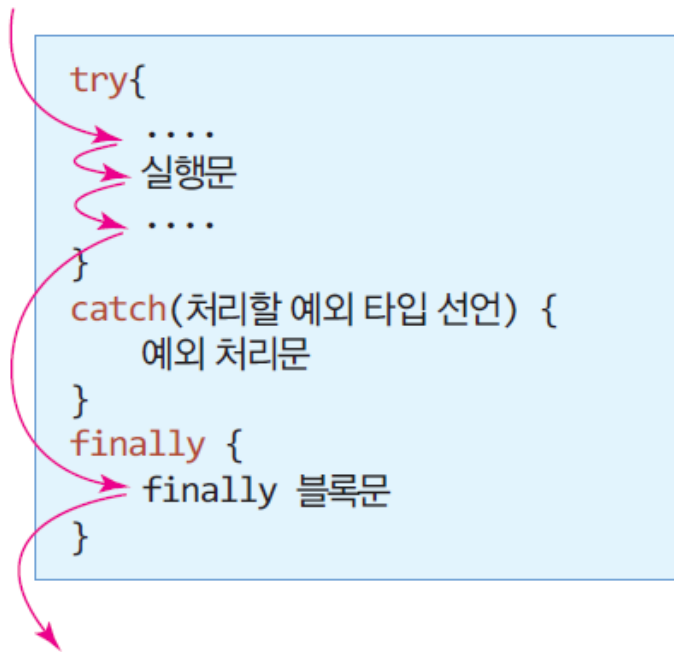 try{
....
실행문
....
}
catch(처리할 예외 타입 선언) {
예외 처리문
}
finally {
finally 블록문
}